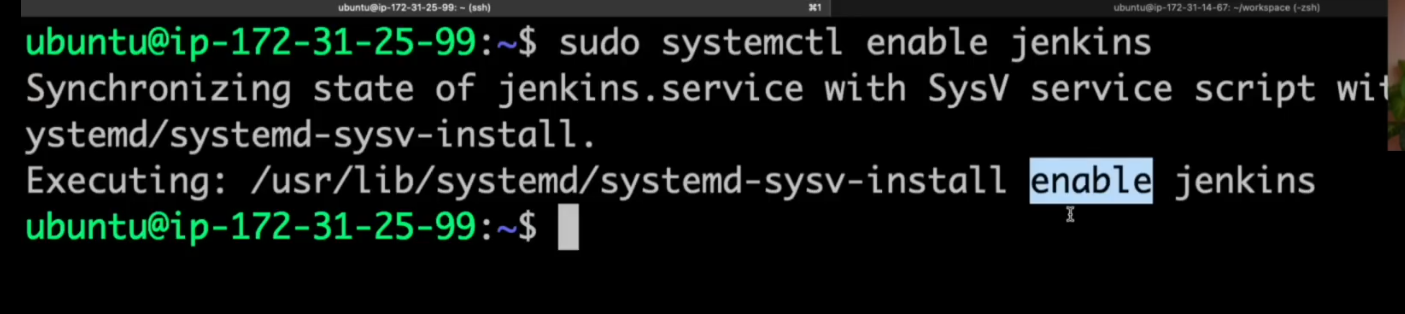 ubuntu@ip-172-31-25-99: ~ (ssh) ⌘1 ubuntu@ip-172-31-14-67: ~/workspace (-zsh)
ubuntu@ip-172-31-25-99:~$ sudo systemctl enable jenkins
Synchronizing state of jenkins.service with SysV service script wit
ystemd/systemd-sysv-install.
Executing: /usr/lib/systemd/systemd-sysv-install enable jenkins
ubuntu@ip-172-31-25-99:~$